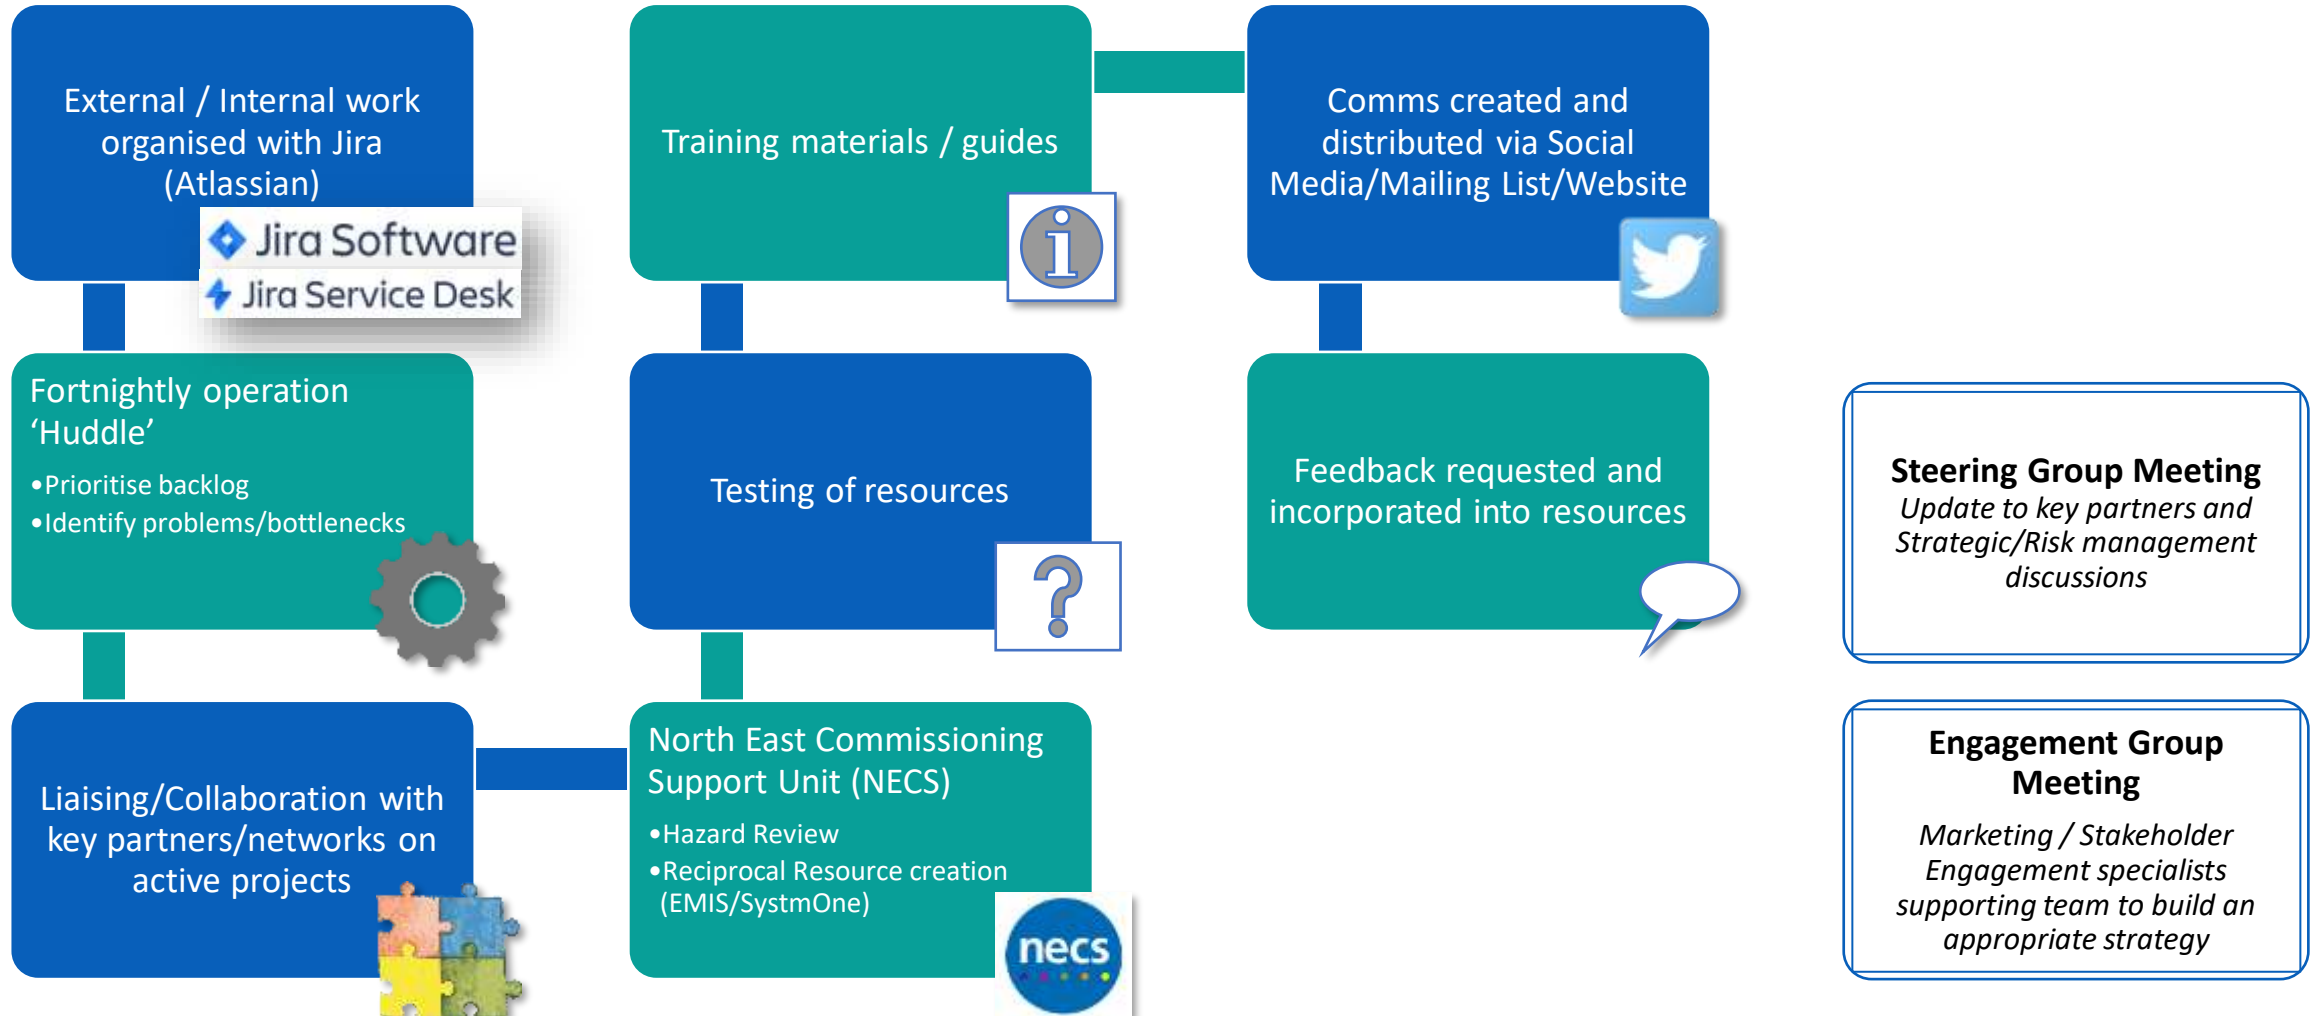 External / Internal work
organised with Jira
(Atlassian)
Jira Software
Jira Service Desk
Fortnightly operation
‘Huddle’
•Prioritise backlog
•Identify problems/bottlenecks
Liaising/Collaboration with
key partners/networks on
active projects
North East Commissioning
Support Unit (NECS)
•Hazard Review
•Reciprocal Resource creation
(EMIS/SystmOne)
necs
Testing of resources
?
Training materials / guides
i
Comms created and
distributed via Social
Media/Mailing List/Website
Feedback requested and
incorporated into resources
Steering Group Meeting
Update to key partners and
Strategic/Risk management
discussions
Engagement Group
Meeting
Marketing / Stakeholder
Engagement specialists
supporting team to build an
appropriate strategy